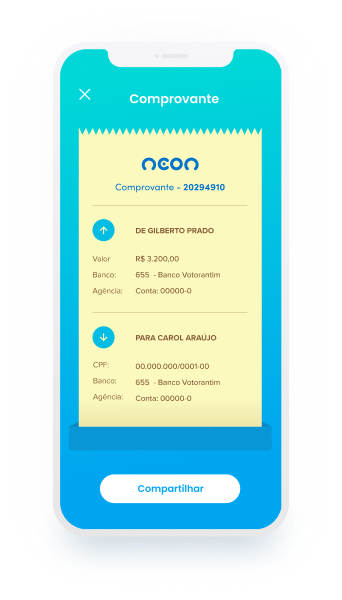 Comprovante
neon
Comprovante - 20294910
DE GILBERTO PRADO
Valor R$ 3.200,00
Banco: 655 - Banco Votorantim
Agência: Conta: 00000-0
PARA CAROL ARAÚJO
CPF: 00.000.000/0001-00
Banco: 655 - Banco Votorantim
Agência: Conta: 00000-0
Compartilhar